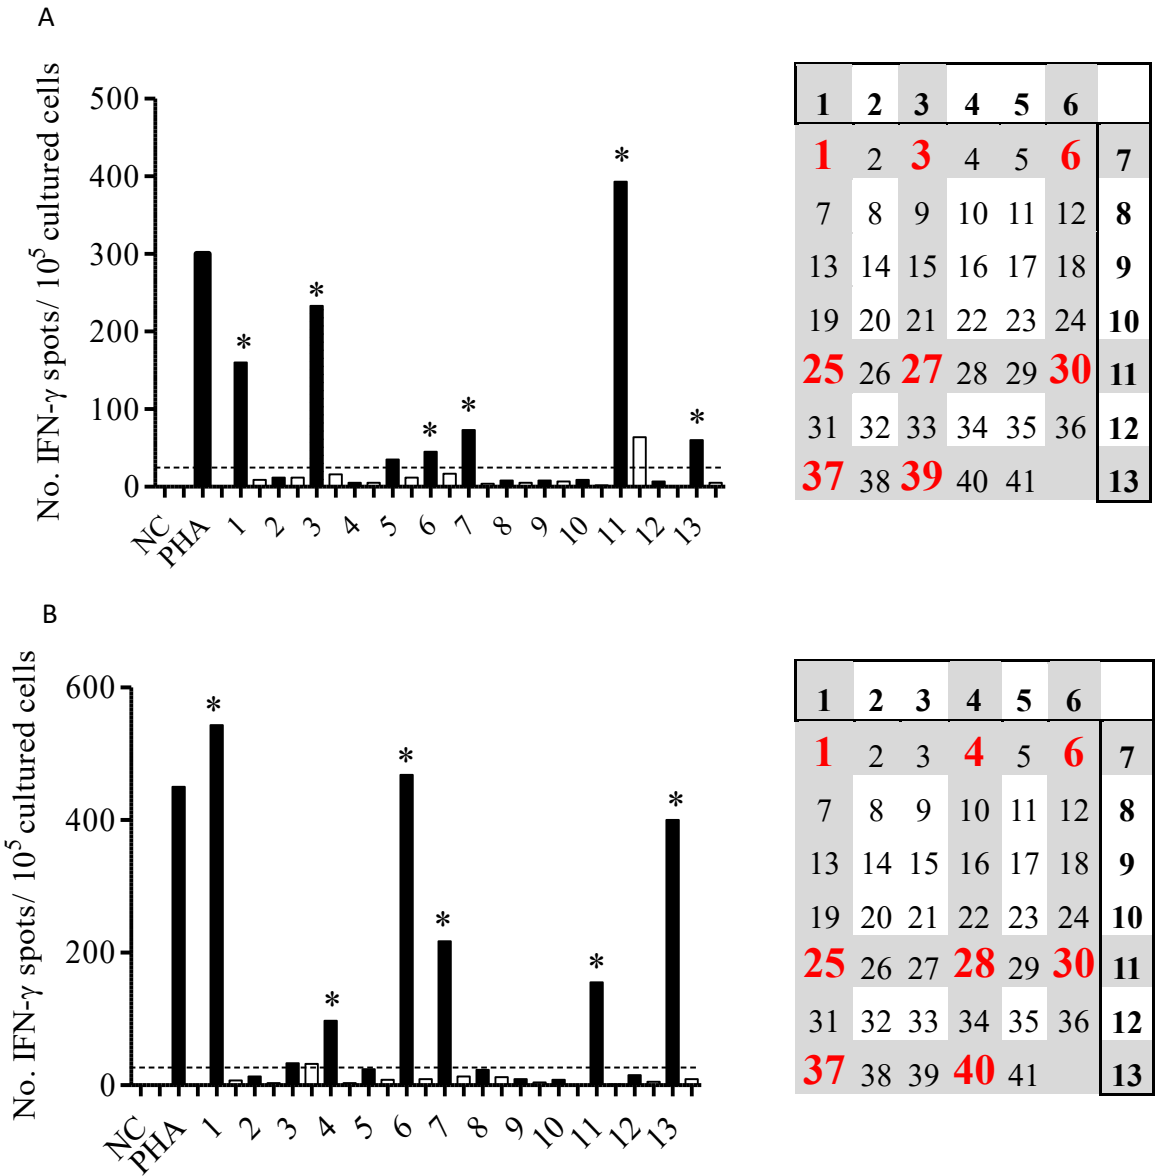 A
No. IFN-γ spots/ 10⁵ cultured cells
500
400
300
200
100
0
* * * * * *
NC PHA 1 2 3 4 5 6 7 8 9 10 11 12 13
1 2 3 4 5 6
1 2 3 4 5 6 7
7 8 9 10 11 12 8
13 14 15 16 17 18 9
19 20 21 22 23 24 10
25 26 27 28 29 30 11
31 32 33 34 35 36 12
37 38 39 40 41 13
B
No. IFN-γ spots/ 10⁵ cultured cells
600
400
200
0
* * * * * *
NC PHA 1 2 3 4 5 6 7 8 9 10 11 12 13
1 2 3 4 5 6
1 2 3 4 5 6 7
7 8 9 10 11 12 8
13 14 15 16 17 18 9
19 20 21 22 23 24 10
25 26 27 28 29 30 11
31 32 33 34 35 36 12
37 38 39 40 41 13